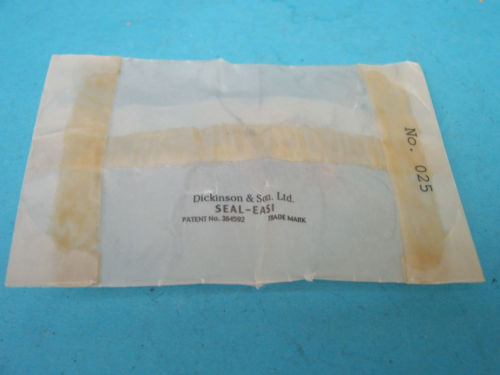 Dickinson & Son, Ltd.
SEAL-EASI
PATENT No. 364592 TRADE MARK
No. 025